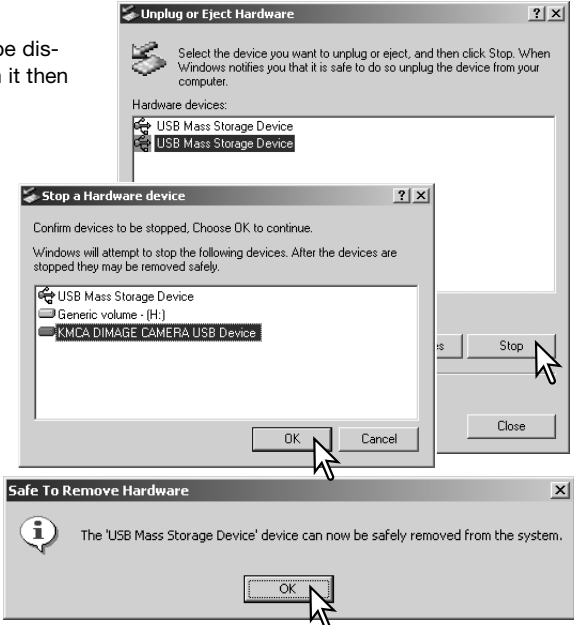 be dis-
it then
Unplug or Eject Hardware
Select the device you want to unplug or eject, and then click Stop. When
Windows notifies you that it is safe to do so unplug the device from your
computer.
Hardware devices:
USB Mass Storage Device
USB Mass Storage Device
Stop
Close
Stop a Hardware device
Confirm devices to be stopped, Choose OK to continue.
Windows will attempt to stop the following devices. After the devices are
stopped they may be removed safely.
USB Mass Storage Device
Generic volume - (H:)
KMCA DIMAGE CAMERA USB Device
OK Cancel
Safe To Remove Hardware
The 'USB Mass Storage Device' device can now be safely removed from the system.
OK